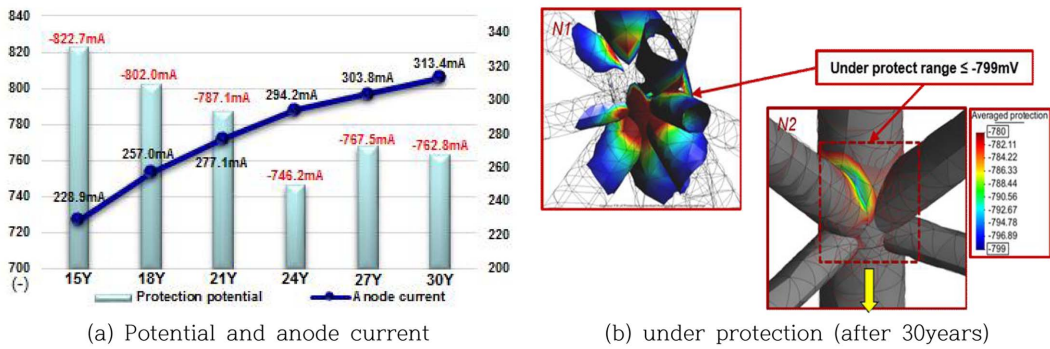 840
820
800
780
760
740
720
700
(-)
340
320
300
280
260
240
220
200
-822.7mA
-802.0mA
-787.1mA
-746.2mA
-767.5mA
-762.8mA
228.9mA
257.0mA
277.1mA
294.2mA
303.8mA
313.4mA
15Y 18Y 21Y 24Y 27Y 30Y
Protection potential Anode current
(a) Potential and anode current
N1
Under protect range ≤ -799mV
N2
Averaged protection
-780
-782.11
-784.22
-786.33
-788.44
-790.56
-792.67
-794.78
-796.89
-799
(b) under protection (after 30years)